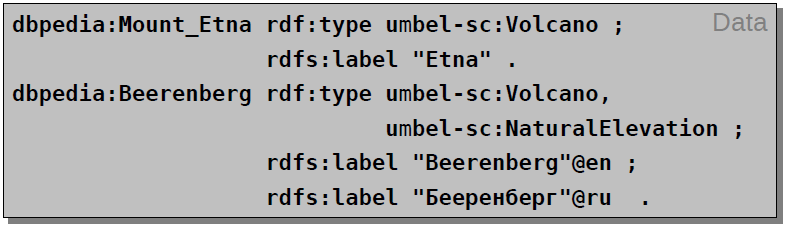 Data
dbpedia:Mount_Etna rdf:type umbel-sc:Volcano ;
rdfs:label "Etna" .
dbpedia:Beerenberg rdf:type umbel-sc:Volcano,
umbel-sc:NaturalElevation ;
rdfs:label "Beerenberg"@en ;
rdfs:label "Бееренберг"@ru .